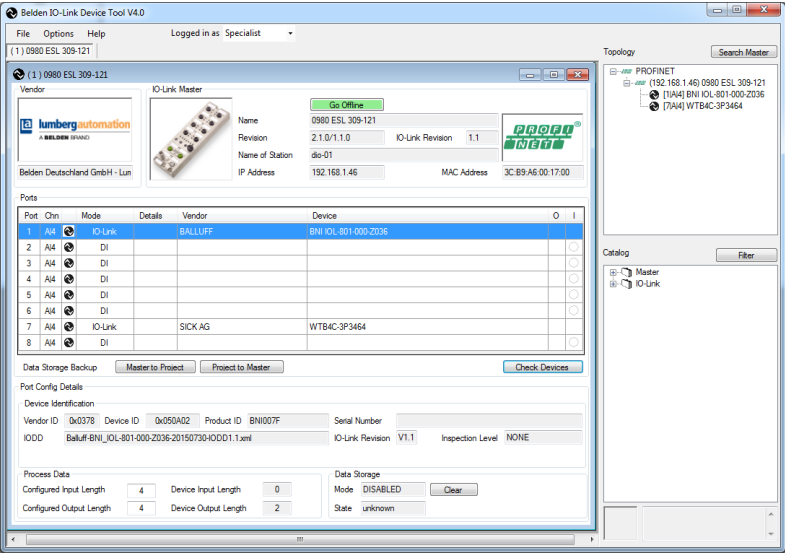 Belden IO-Link Device Tool V4.0
File Options Help Logged in as Specialist
( 1 ) 0980 ESL 309-121
Topology Search Master
PROFINET
(192.168.1.46) 0980 ESL 309-121
[1|AI4] BNI IOL-801-000-Z036
[7|AI4] WTB4C-3P3464
( 1 ) 0980 ESL 309-121
Vendor IO-Link Master
lumbergautomation
A BELDEN BRAND
Go Offline
Name 0980 ESL 309-121
Revision 2.1.0/1.1.0 IO-Link Revision 1.1
Name of Station dio-01
IP Address 192.168.1.46 MAC Address 3C:B9:A6:00:17:00
PROFI
NET
Belden Deutschland GmbH - Lun
Ports
Port Chn Mode Details Vendor Device O I
1 AI4 IO-Link BALLUFF BNI IOL-801-000-Z036
2 AI4 DI
3 AI4 DI
4 AI4 DI
5 AI4 DI
6 AI4 DI
7 AI4 IO-Link SICK AG WTB4C-3P3464
8 AI4 DI
Data Storage Backup Master to Project Project to Master Check Devices
Port Config Details
Device Identification
Vendor ID 0x0378 Device ID 0x050A02 Product ID BNI007F Serial Number
IODD Balluff-BNI_IOL-801-000-Z036-20150730-IODD1.1.xml IO-Link Revision V1.1 Inspection Level NONE
Process Data
Configured Input Length 4 Device Input Length 0
Configured Output Length 4 Device Output Length 2
Data Storage
Mode DISABLED Clear
State unknown
Catalog Filter
Master
IO-Link